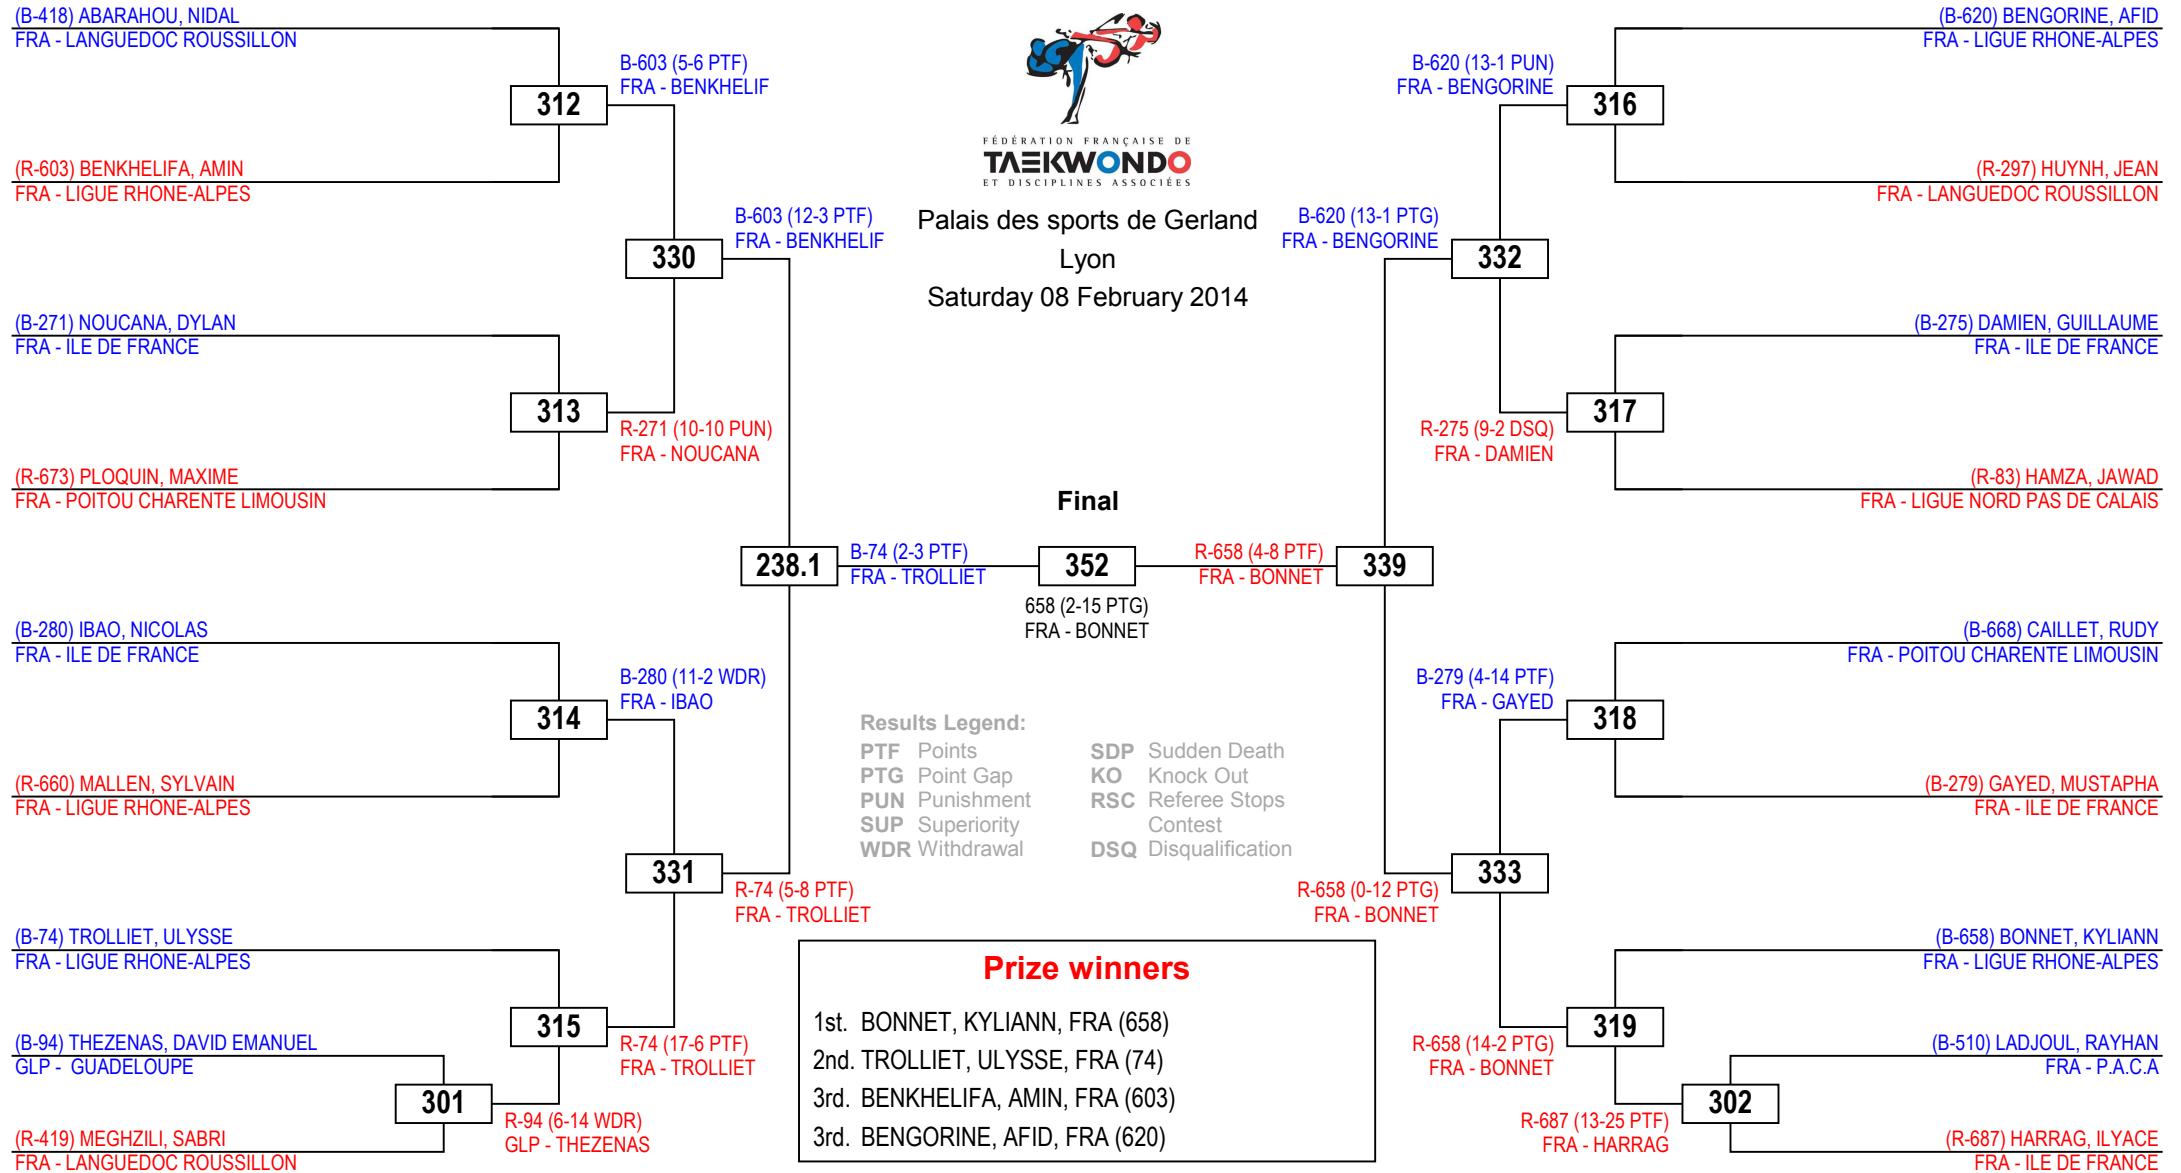 (B-418) ABARAHOU, NIDAL
FRA - LANGUEDOC ROUSSILLON
312
B-603 (5-6 PTF)
FRA - BENKHELIF
(R-603) BENKHELIFA, AMIN
FRA - LIGUE RHONE-ALPES
330
B-603 (12-3 PTF)
FRA - BENKHELIF
(B-271) NOUCANA, DYLAN
FRA - ILE DE FRANCE
313
R-271 (10-10 PUN)
FRA - NOUCANA
(R-673) PLOQUIN, MAXIME
FRA - POITOU CHARENTE LIMOUSIN
238.1
B-74 (2-3 PTF)
FRA - TROLLIET
(B-280) IBAO, NICOLAS
FRA - ILE DE FRANCE
314
B-280 (11-2 WDR)
FRA - IBAO
(R-660) MALLEN, SYLVAIN
FRA - LIGUE RHONE-ALPES
331
R-74 (5-8 PTF)
FRA - TROLLIET
(B-74) TROLLIET, ULYSSE
FRA - LIGUE RHONE-ALPES
315
R-74 (17-6 PTF)
FRA - TROLLIET
(B-94) THEZENAS, DAVID EMANUEL
GLP - GUADELOUPE
301
R-94 (6-14 WDR)
GLP - THEZENAS
(R-419) MEGHZILI, SABRI
FRA - LANGUEDOC ROUSSILLON
FÉDÉRATION FRANÇAISE DE
TAEKWONDO
ET DISCIPLINES ASSOCIÉES
Palais des sports de Gerland
Lyon
Saturday 08 February 2014
Final
352
658 (2-15 PTG)
FRA - BONNET
Results Legend:
PTF Points
PTG Point Gap
PUN Punishment
SUP Superiority
WDR Withdrawal
SDP Sudden Death
KO Knock Out
RSC Referee Stops
Contest
DSQ Disqualification
Prize winners
1st. BONNET, KYLIANN, FRA (658)
2nd. TROLLIET, ULYSSE, FRA (74)
3rd. BENKHELIFA, AMIN, FRA (603)
3rd. BENGORINE, AFID, FRA (620)
(B-620) BENGORINE, AFID
FRA - LIGUE RHONE-ALPES
B-620 (13-1 PUN)
FRA - BENGORINE
316
(R-297) HUYNH, JEAN
FRA - LANGUEDOC ROUSSILLON
B-620 (13-1 PTG)
FRA - BENGORINE
332
(B-275) DAMIEN, GUILLAUME
FRA - ILE DE FRANCE
317
R-275 (9-2 DSQ)
FRA - DAMIEN
(R-83) HAMZA, JAWAD
FRA - LIGUE NORD PAS DE CALAIS
R-658 (4-8 PTF)
FRA - BONNET
339
(B-668) CAILLET, RUDY
FRA - POITOU CHARENTE LIMOUSIN
B-279 (4-14 PTF)
FRA - GAYED
318
(B-279) GAYED, MUSTAPHA
FRA - ILE DE FRANCE
333
R-658 (0-12 PTG)
FRA - BONNET
(B-658) BONNET, KYLIANN
FRA - LIGUE RHONE-ALPES
319
R-658 (14-2 PTG)
FRA - BONNET
(B-510) LADJOUL, RAYHAN
FRA - P.A.C.A
302
R-687 (13-25 PTF)
FRA - HARRAG
(R-687) HARRAG, ILYACE
FRA - ILE DE FRANCE